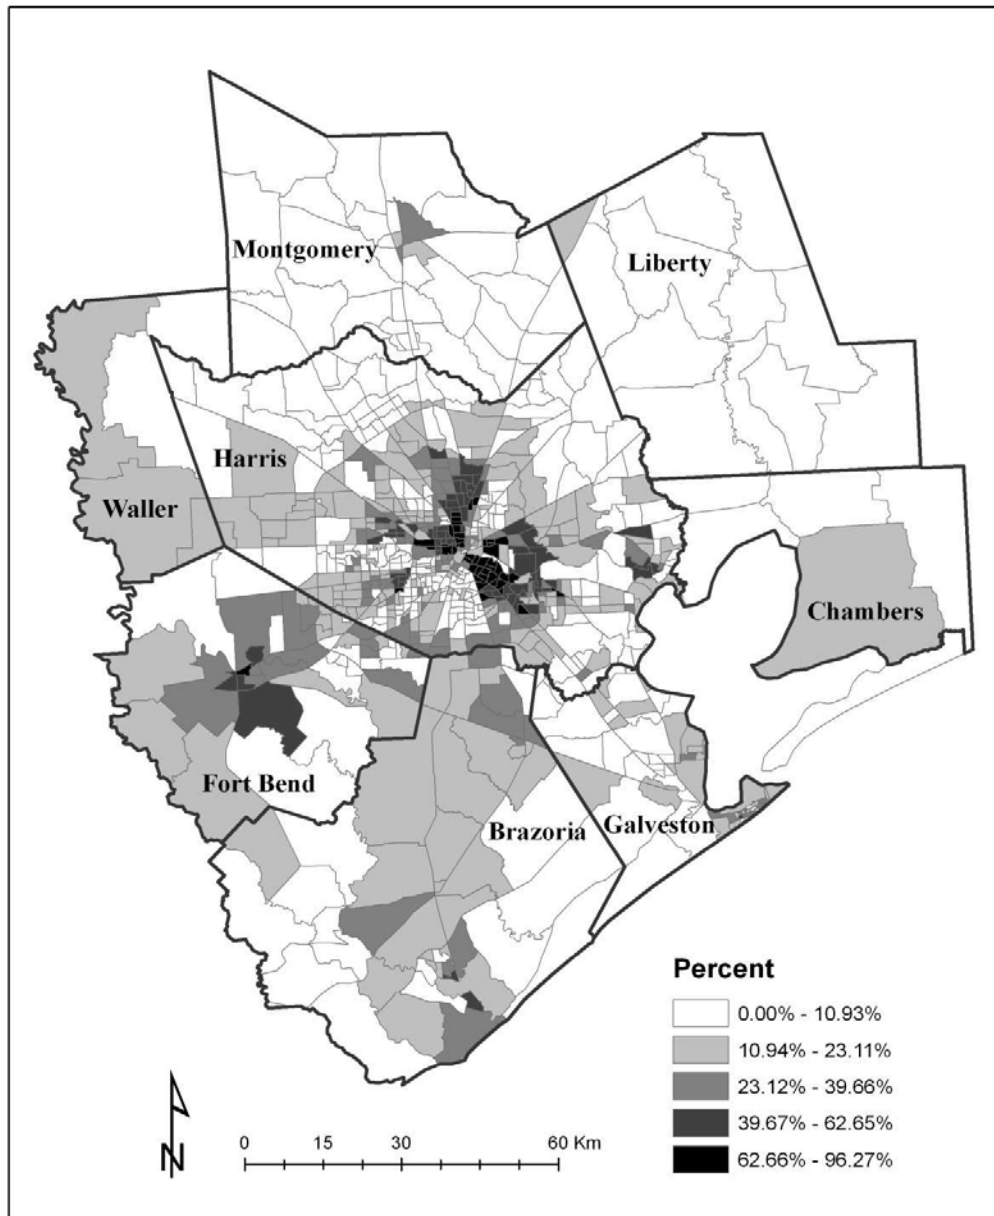 Montgomery
Liberty
Harris
Waller
Chambers
Fort Bend
Brazoria
Galveston
Percent
0.00% - 10.93%
10.94% - 23.11%
23.12% - 39.66%
39.67% - 62.65%
62.66% - 96.27%
N
0 15 30 60 Km